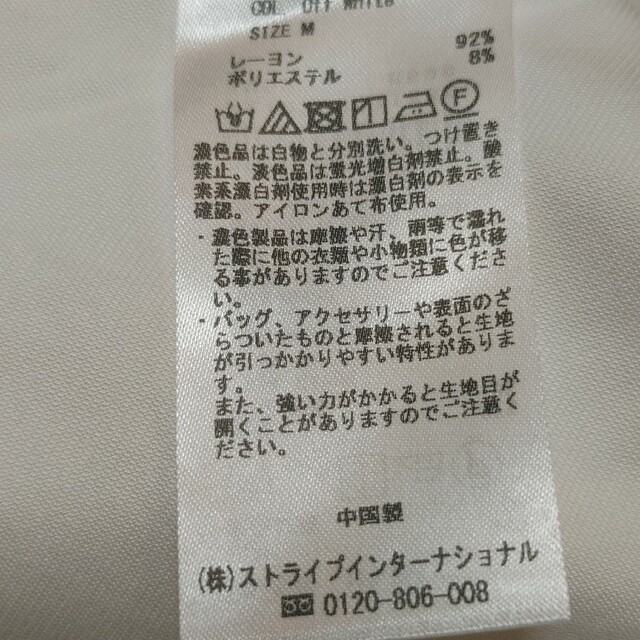 COL Off White
SIZE M
92%
レーヨン 8%
ポリエステル
濃色品は白物と分別洗い。つけ置き
禁止。淡色品は蛍光増白剤禁止。酸
素系漂白剤使用時は漂白剤の表示を
確認。アイロンあて布使用。
・濃色製品は摩擦や汗、雨等で濡れ
た際に他の衣類や小物類に色が移
る事がありますのでご注意くださ
い。
・バッグ、アクセサリーや表面のざ
らついたものと摩擦されると生地
が引っかかりやすい特性がありま
す。
また、強い力がかかると生地目が
開くことがありますのでご注意く
ださい。
中国製
(株)ストライプインターナショナル
0120-806-008